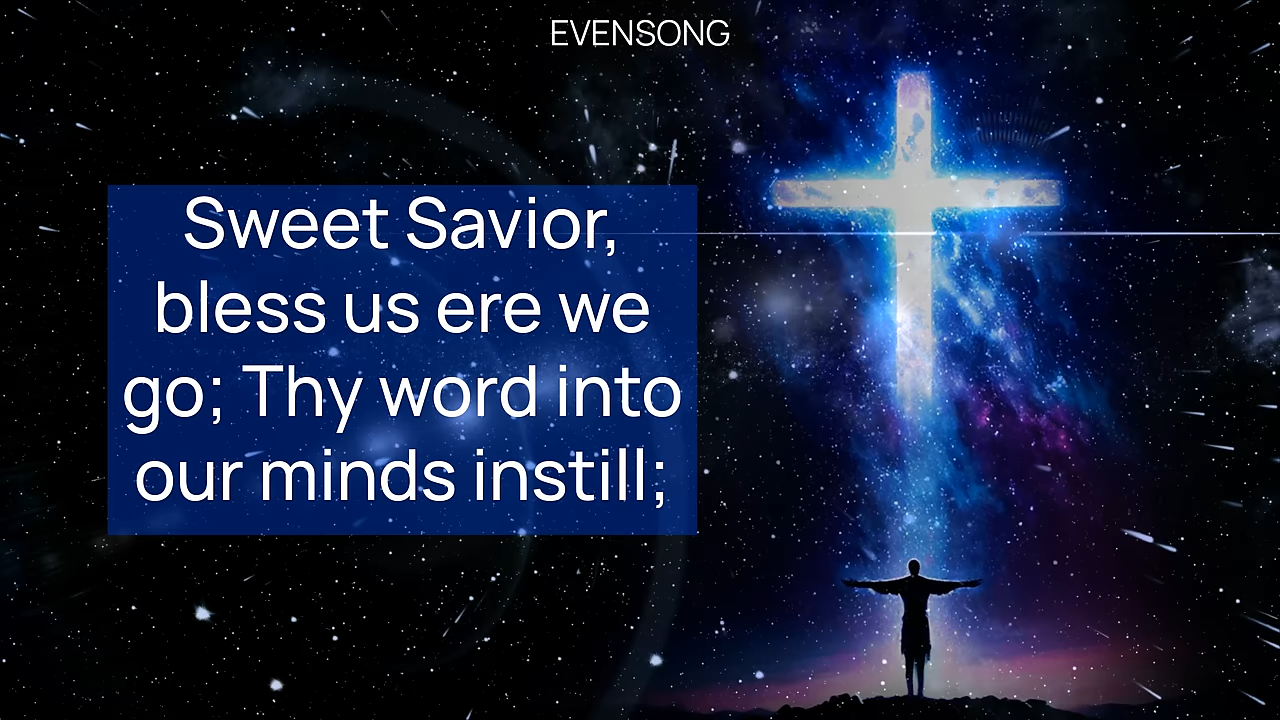 EVENSONG
Sweet Savior,
bless us ere we
go; Thy word into
our minds instill;